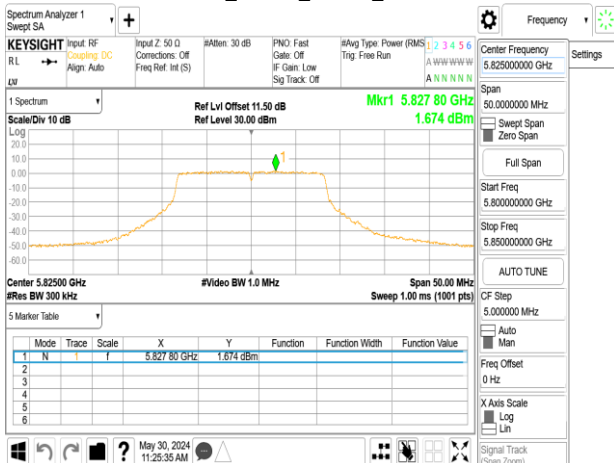 Spectrum Analyzer 1
Swept SA
Frequency
KEYSIGHT
RL
Input: RF
Coupling: DC
Align: Auto
Input Z: 50 Ω
Corrections: Off
Freq Ref: Int (S)
#Atten: 30 dB
PNO: Fast
Gate: Off
IF Gain: Low
Sig Track: Off
#Avg Type: Power (RMS
Trig: Free Run
1 2 3 4 5 6
A WWWWW
A N N N N N
Settings
LXI
1 Spectrum
Scale/Div 10 dB
Ref Lvl Offset 11.50 dB
Ref Level 30.00 dBm
Mkr1 5.827 80 GHz
1.674 dBm
Log
20.0
10.0
0.00
-10.0
-20.0
-30.0
-40.0
-50.0
-60.0
1
Center 5.82500 GHz
#Res BW 300 kHz
#Video BW 1.0 MHz
Span 50.00 MHz
Sweep 1.00 ms (1001 pts)
5 Marker Table
Mode Trace Scale X Y Function Function Width Function Value
1 N 1 f 5.827 80 GHz 1.674 dBm
2
3
4
5
6
Center Frequency
5.825000000 GHz
Span
50.0000000 MHz
Swept Span
Zero Span
Full Span
Start Freq
5.800000000 GHz
Stop Freq
5.850000000 GHz
AUTO TUNE
CF Step
5.000000 MHz
Auto
Man
Freq Offset
0 Hz
X Axis Scale
Log
Lin
Signal Track
(Span Zoom)
?
May 30, 2024
11:25:35 AM